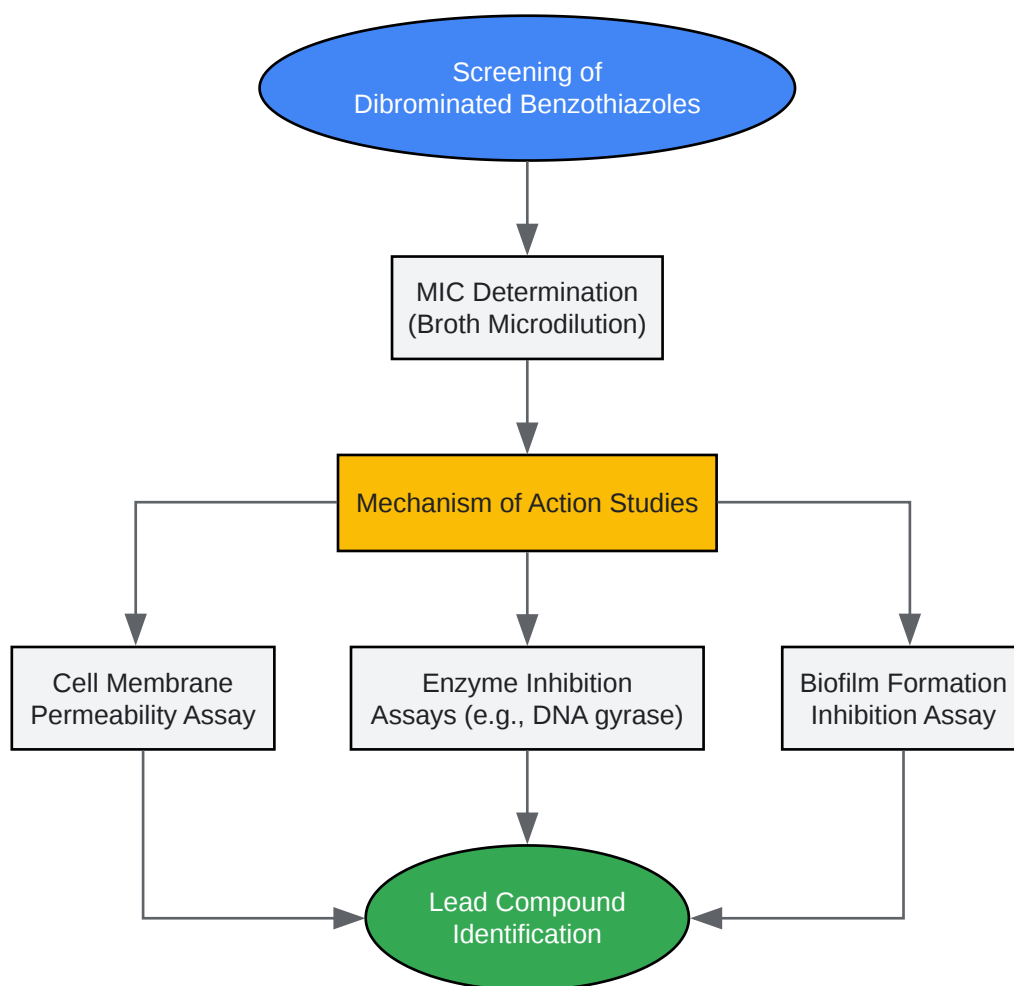 Screening of
Dibrominated Benzothiazoles
MIC Determination
(Broth Microdilution)
Mechanism of Action Studies
Cell Membrane
Permeability Assay
Enzyme Inhibition
Assays (e.g., DNA gyrase)
Biofilm Formation
Inhibition Assay
Lead Compound
Identification